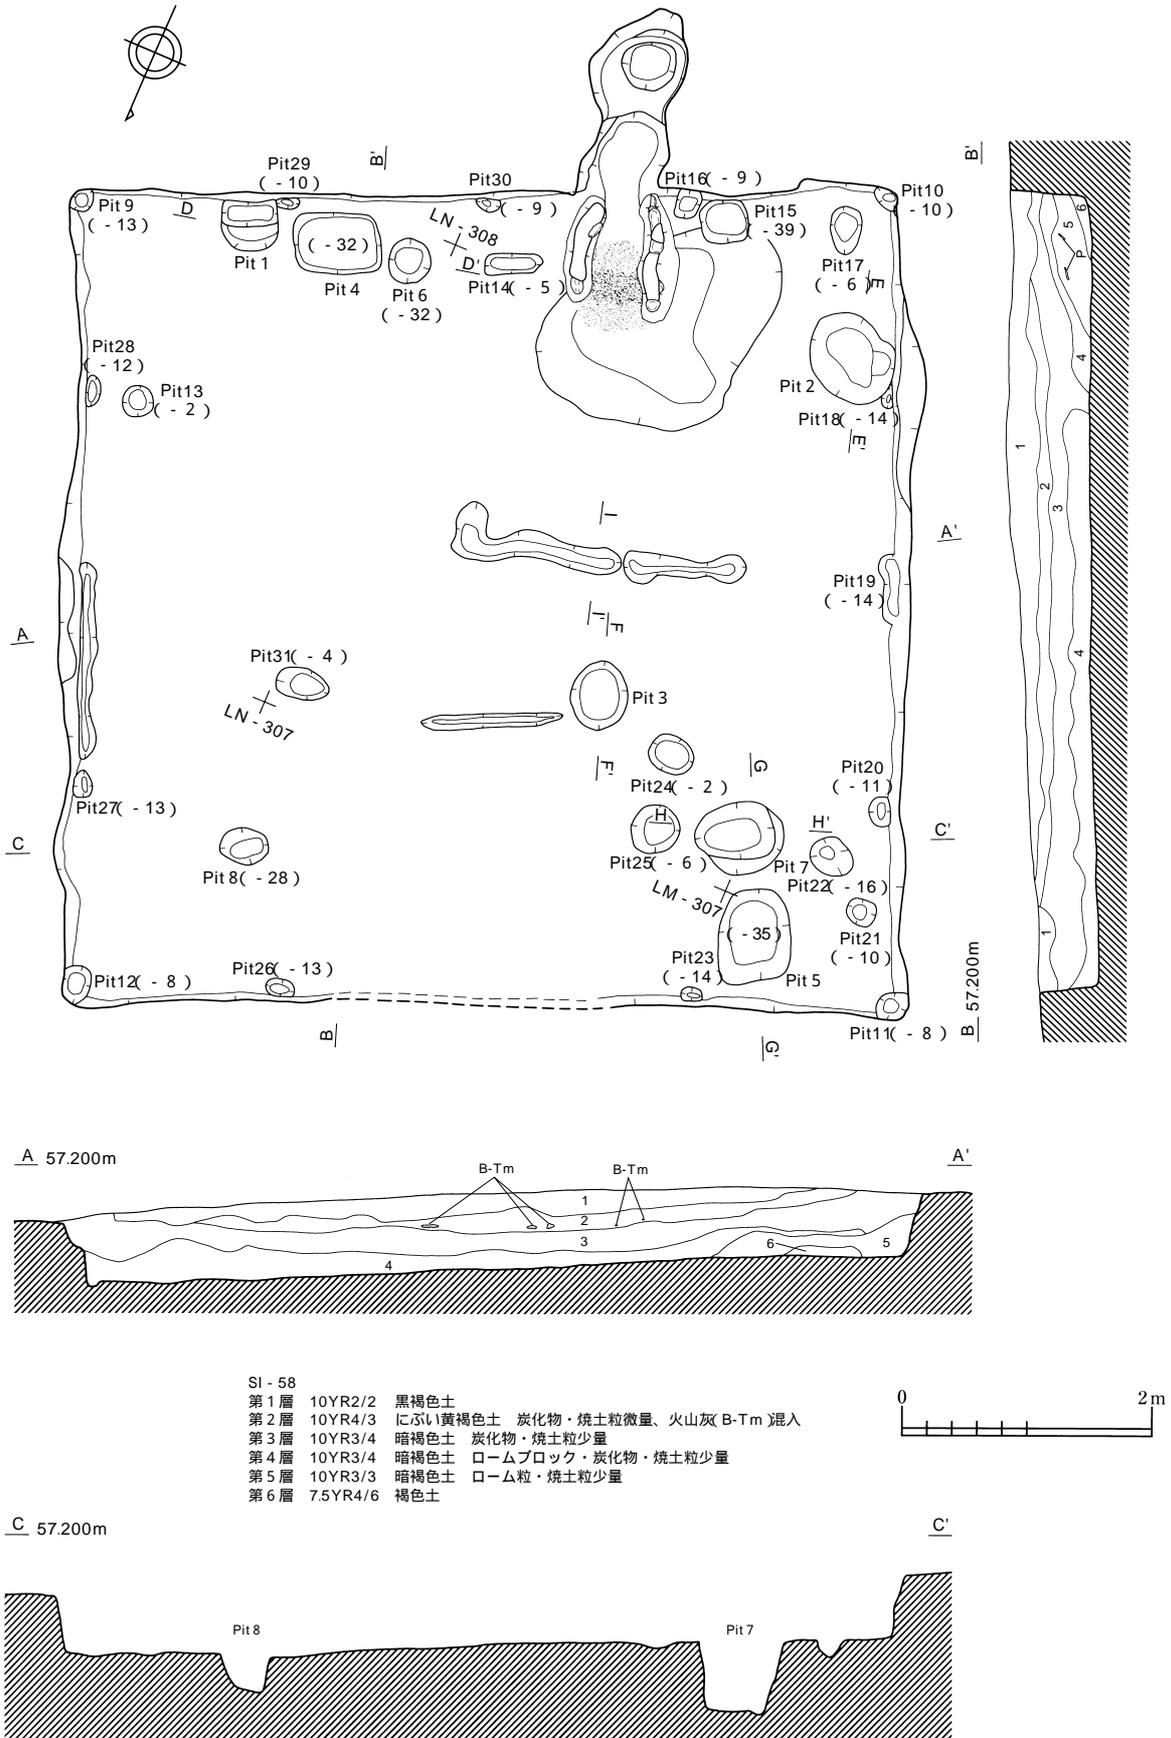 B'
B'
Pit29
( - 10 )
Pit30
( - 9 )
Pit16( - 9 )
Pit10
( - 10 )
Pit 9
( - 13 )
D
LN - 308
Pit15
( - 39 )
( - 32 )
Pit 1
D'
Pit 4
Pit 6
( - 32 )
Pit14( - 5 )
Pit17
( - 6 )
E
6
5
P
Pit28
( - 12 )
Pit13
( - 2 )
Pit 2
Pit18( - 14 )
E'
4
1
2
3
I
A'
Pit19
( - 14 )
I'
F
A
Pit31( - 4 )
4
LN - 307
Pit 3
F'
G
Pit24( - 2 )
Pit20
( - 11 )
Pit27( - 13 )
H
H'
C'
C
Pit 8( - 28 )
Pit25( - 6 )
Pit 7
Pit22( - 16 )
LM - 307
( - 35 )
Pit21
( - 10 )
1
Pit12( - 8 )
Pit26( - 13 )
Pit23
( - 14 )
Pit 5
B
G'
Pit11( - 8 )
B 57.200m
A 57.200m
A'
B-Tm
B-Tm
1
2
3
4
5
6
SI - 58
第1層 10YR2/2 黒褐色土
第2層 10YR4/3 にぶい黄褐色土 炭化物・焼土粒微量、火山灰( B-Tm )混入
第3層 10YR3/4 暗褐色土 炭化物・焼土粒少量
第4層 10YR3/4 暗褐色土 ロームブロック・炭化物・焼土粒少量
第5層 10YR3/3 暗褐色土 ローム粒・焼土粒少量
第6層 7.5YR4/6 褐色土
0 2m
C 57.200m
C'
Pit 8
Pit 7